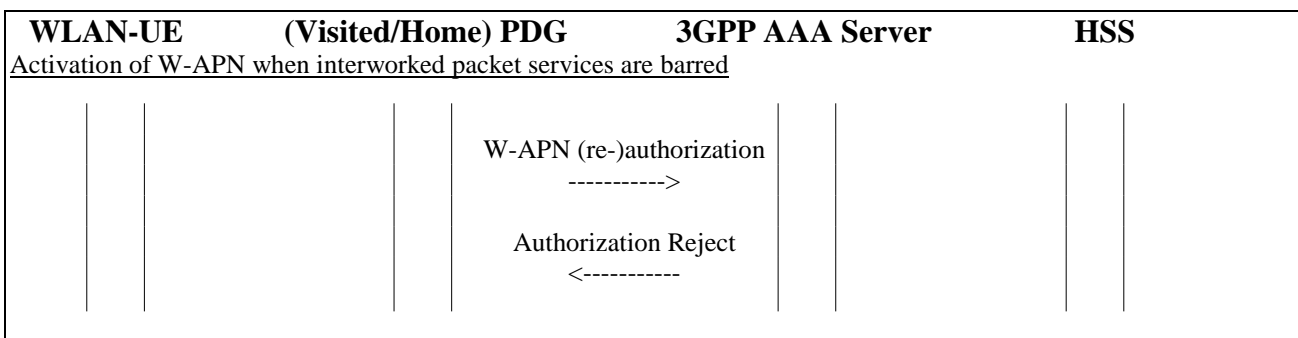 WLAN-UE (Visited/Home) PDG 3GPP AAA Server HSS
Activation of W-APN when interworked packet services are barred
W-APN (re-)authorization
----------->
Authorization Reject
<-----------